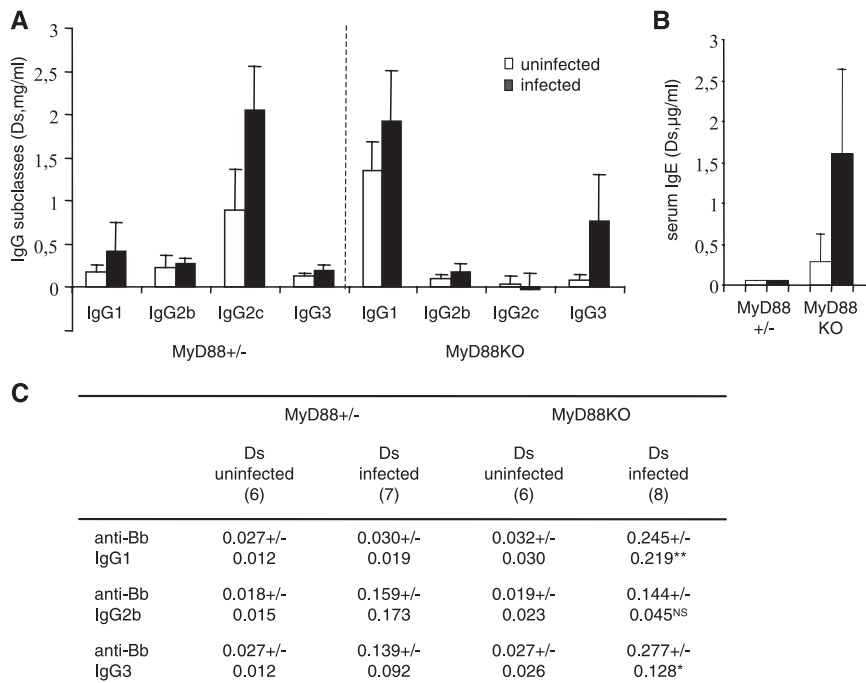 A
3
2,5
2
1,5
1
0,5
0
IgG subclasses (Ds,mg/ml)
uninfected
infected
IgG1 IgG2b IgG2c IgG3 IgG1 IgG2b IgG2c IgG3
MyD88+/- MyD88KO
B
3
2,5
2
1,5
1
0,5
0
serum IgE (Ds,µg/ml)
MyD88 MyD88
+/- KO
C
MyD88+/- MyD88KO
Ds Ds Ds Ds
uninfected infected uninfected infected
(6) (7) (6) (8)
anti-Bb 0.027+/- 0.030+/- 0.032+/- 0.245+/-
IgG1 0.012 0.019 0.030 0.219**
anti-Bb 0.018+/- 0.159+/- 0.019+/- 0.144+/-
IgG2b 0.015 0.173 0.023 0.045NS
anti-Bb 0.027+/- 0.139+/- 0.027+/- 0.277+/-
IgG3 0.012 0.092 0.026 0.128*